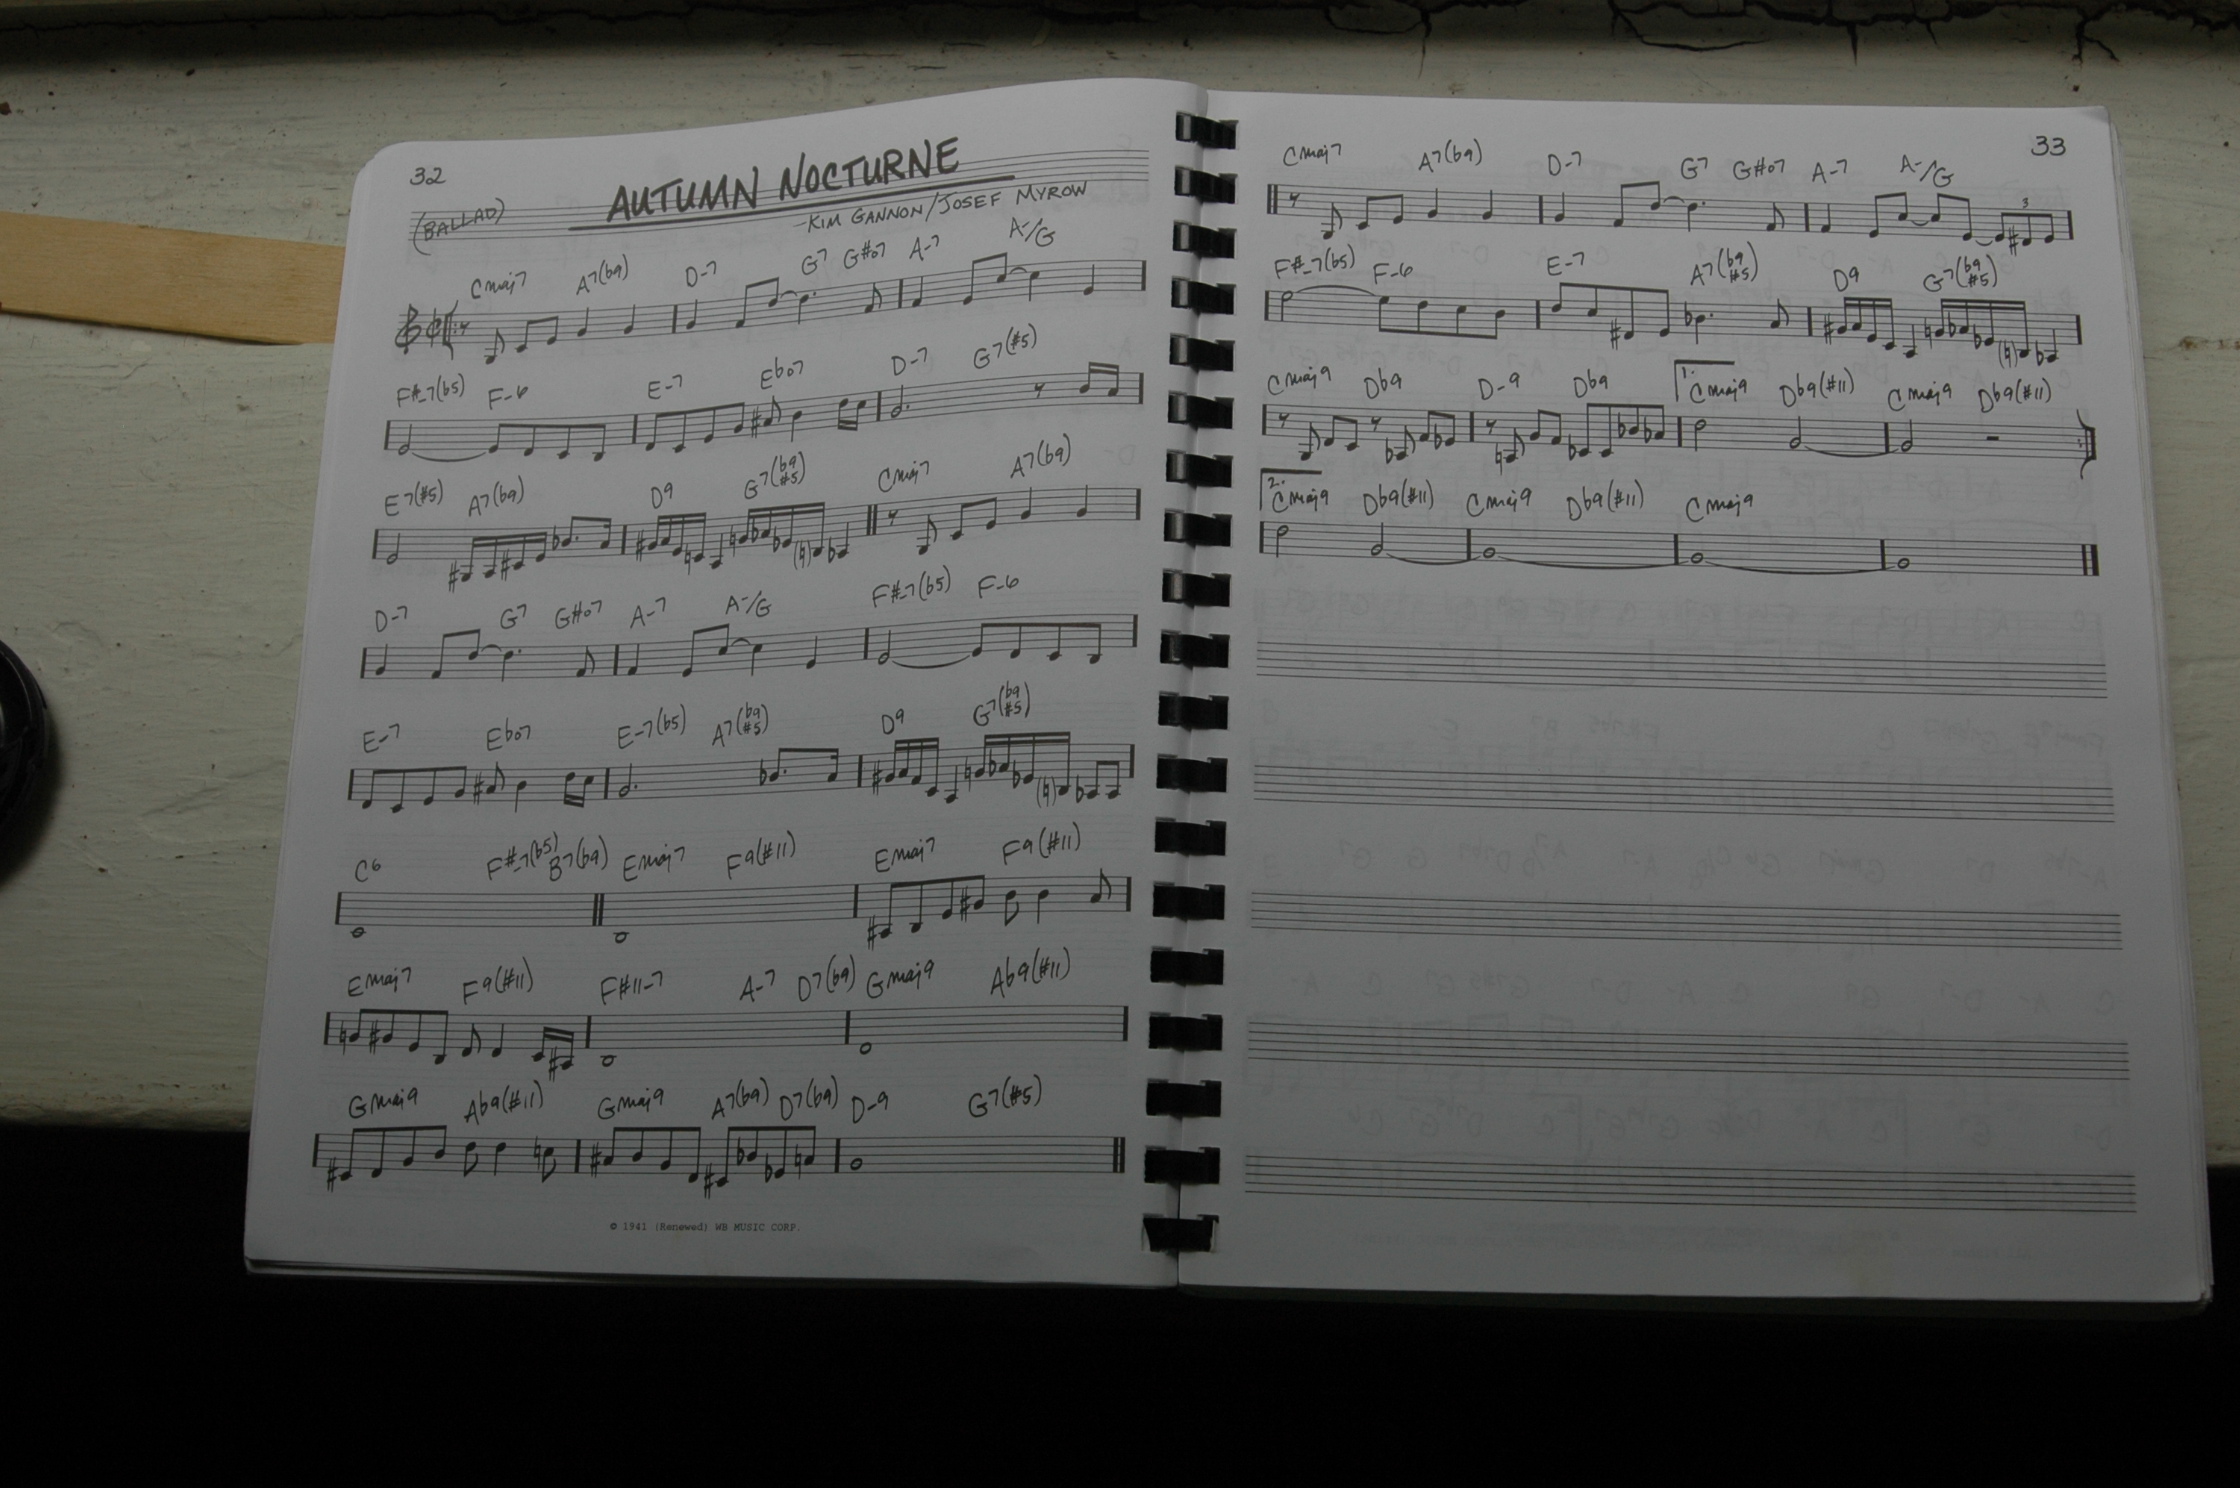 32
AUTUMN NOCTURNE
(BALLAD)
-KIM GANNON/JOSEF MYROW
Cmaj7 A7(b9) D-7 G7 G#o7 A-7 A-/G
F#-7(b5) F-6 E-7 Ebo7 D-7 G7(#5)
E7(#5) A7(b9) D9 G7(b9 #5) Cmaj7 A7(b9)
D-7 G7 G#o7 A-7 A-/G F#-7(b5) F-6
E-7 Ebo7 E-7(b5) A7(b9 #5) D9 G7(b9 #5)
C6 F#-7(b5) B7(b9) Emaj7 F9(#11) Emaj7 F9(#11)
Emaj7 F9(#11) F#11-7 A-7 D7(b9) Gmaj9 Ab9(#11)
Gmaj9 Ab9(#11) Gmaj9 A7(b9) D7(b9) D-9 G7(#5)
© 1941 (Renewed) WB MUSIC CORP.
33
Cmaj7 A7(b9) D-7 G7 G#o7 A-7 A-/G
3
F#-7(b5) F-6 E-7 A7(b9 #5) D9 G7(b9 #5)
Cmaj9 Db9 D-9 Db9 1. Cmaj9 Db9(#11) Cmaj9 Db9(#11)
2. Cmaj9 Db9(#11) Cmaj9 Db9(#11) Cmaj9